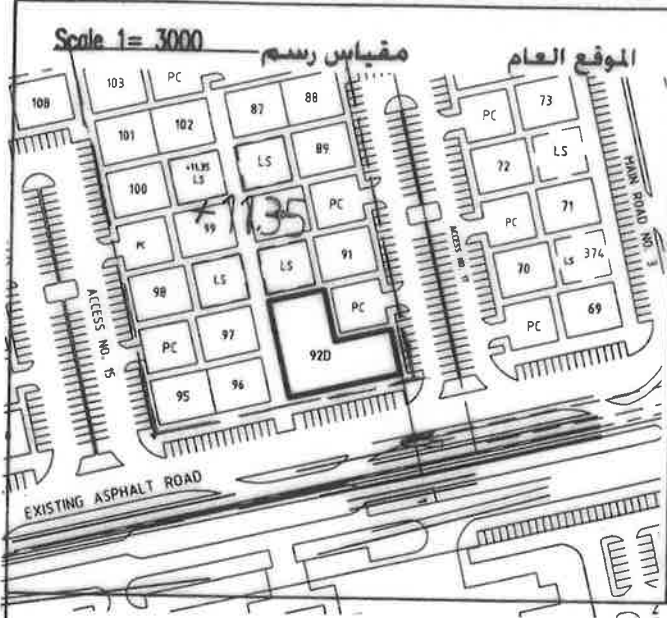 Scale 1= 3000 مقياس رسم الموقع العام
108 103 PC 87 88 PC 73
101 102 LS 89 72 LS
100 +11.35 LS PC 71
+11.35
PC 99 PC
98 LS LS 91 70 LS 374
PC 97 PC PC 69
95 96 92D
ACCESS NO. 15
ACCESS NO. 17
MAIN ROAD NO. 3
EXISTING ASPHALT ROAD